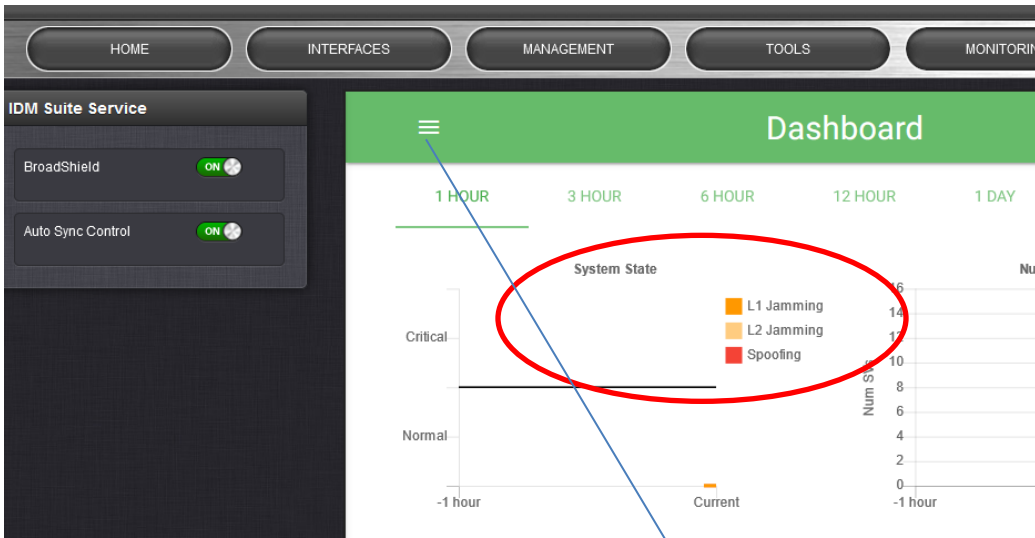 HOME INTERFACES MANAGEMENT TOOLS MONITORIN
IDM Suite Service
BroadShield ON
Auto Sync Control ON
Dashboard
1 HOUR 3 HOUR 6 HOUR 12 HOUR 1 DAY
System State
Critical
Normal
-1 hour Current
L1 Jamming
L2 Jamming
Spoofing
Nu
Num SVs
16
14
12
10
8
6
4
2
0
-1 hour